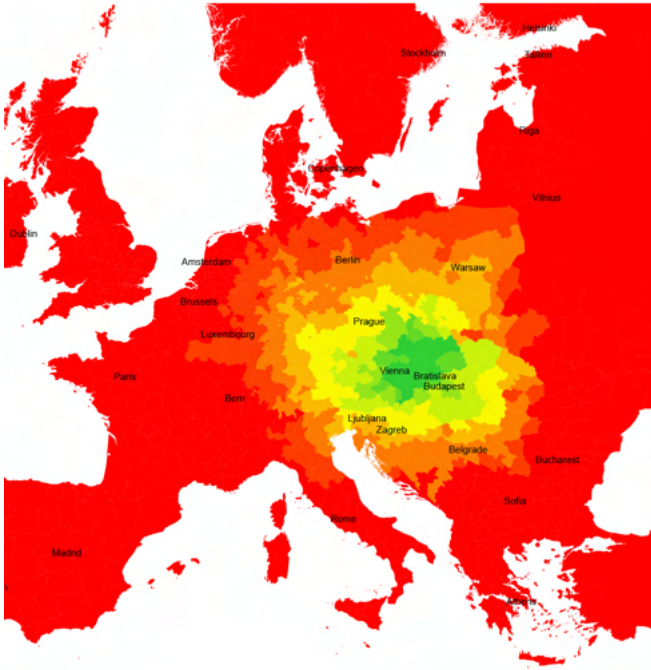 Helsinki
Stockholm
Tallinn
Riga
Copenhagen
Vilnius
Dublin
Amsterdam
Berlin
Warsaw
Brussels
Prague
Luxembourg
Paris
Vienna
Bratislava
Budapest
Bern
Ljubljana
Zagreb
Belgrade
Bucharest
Sofia
Rome
Madrid
Athens